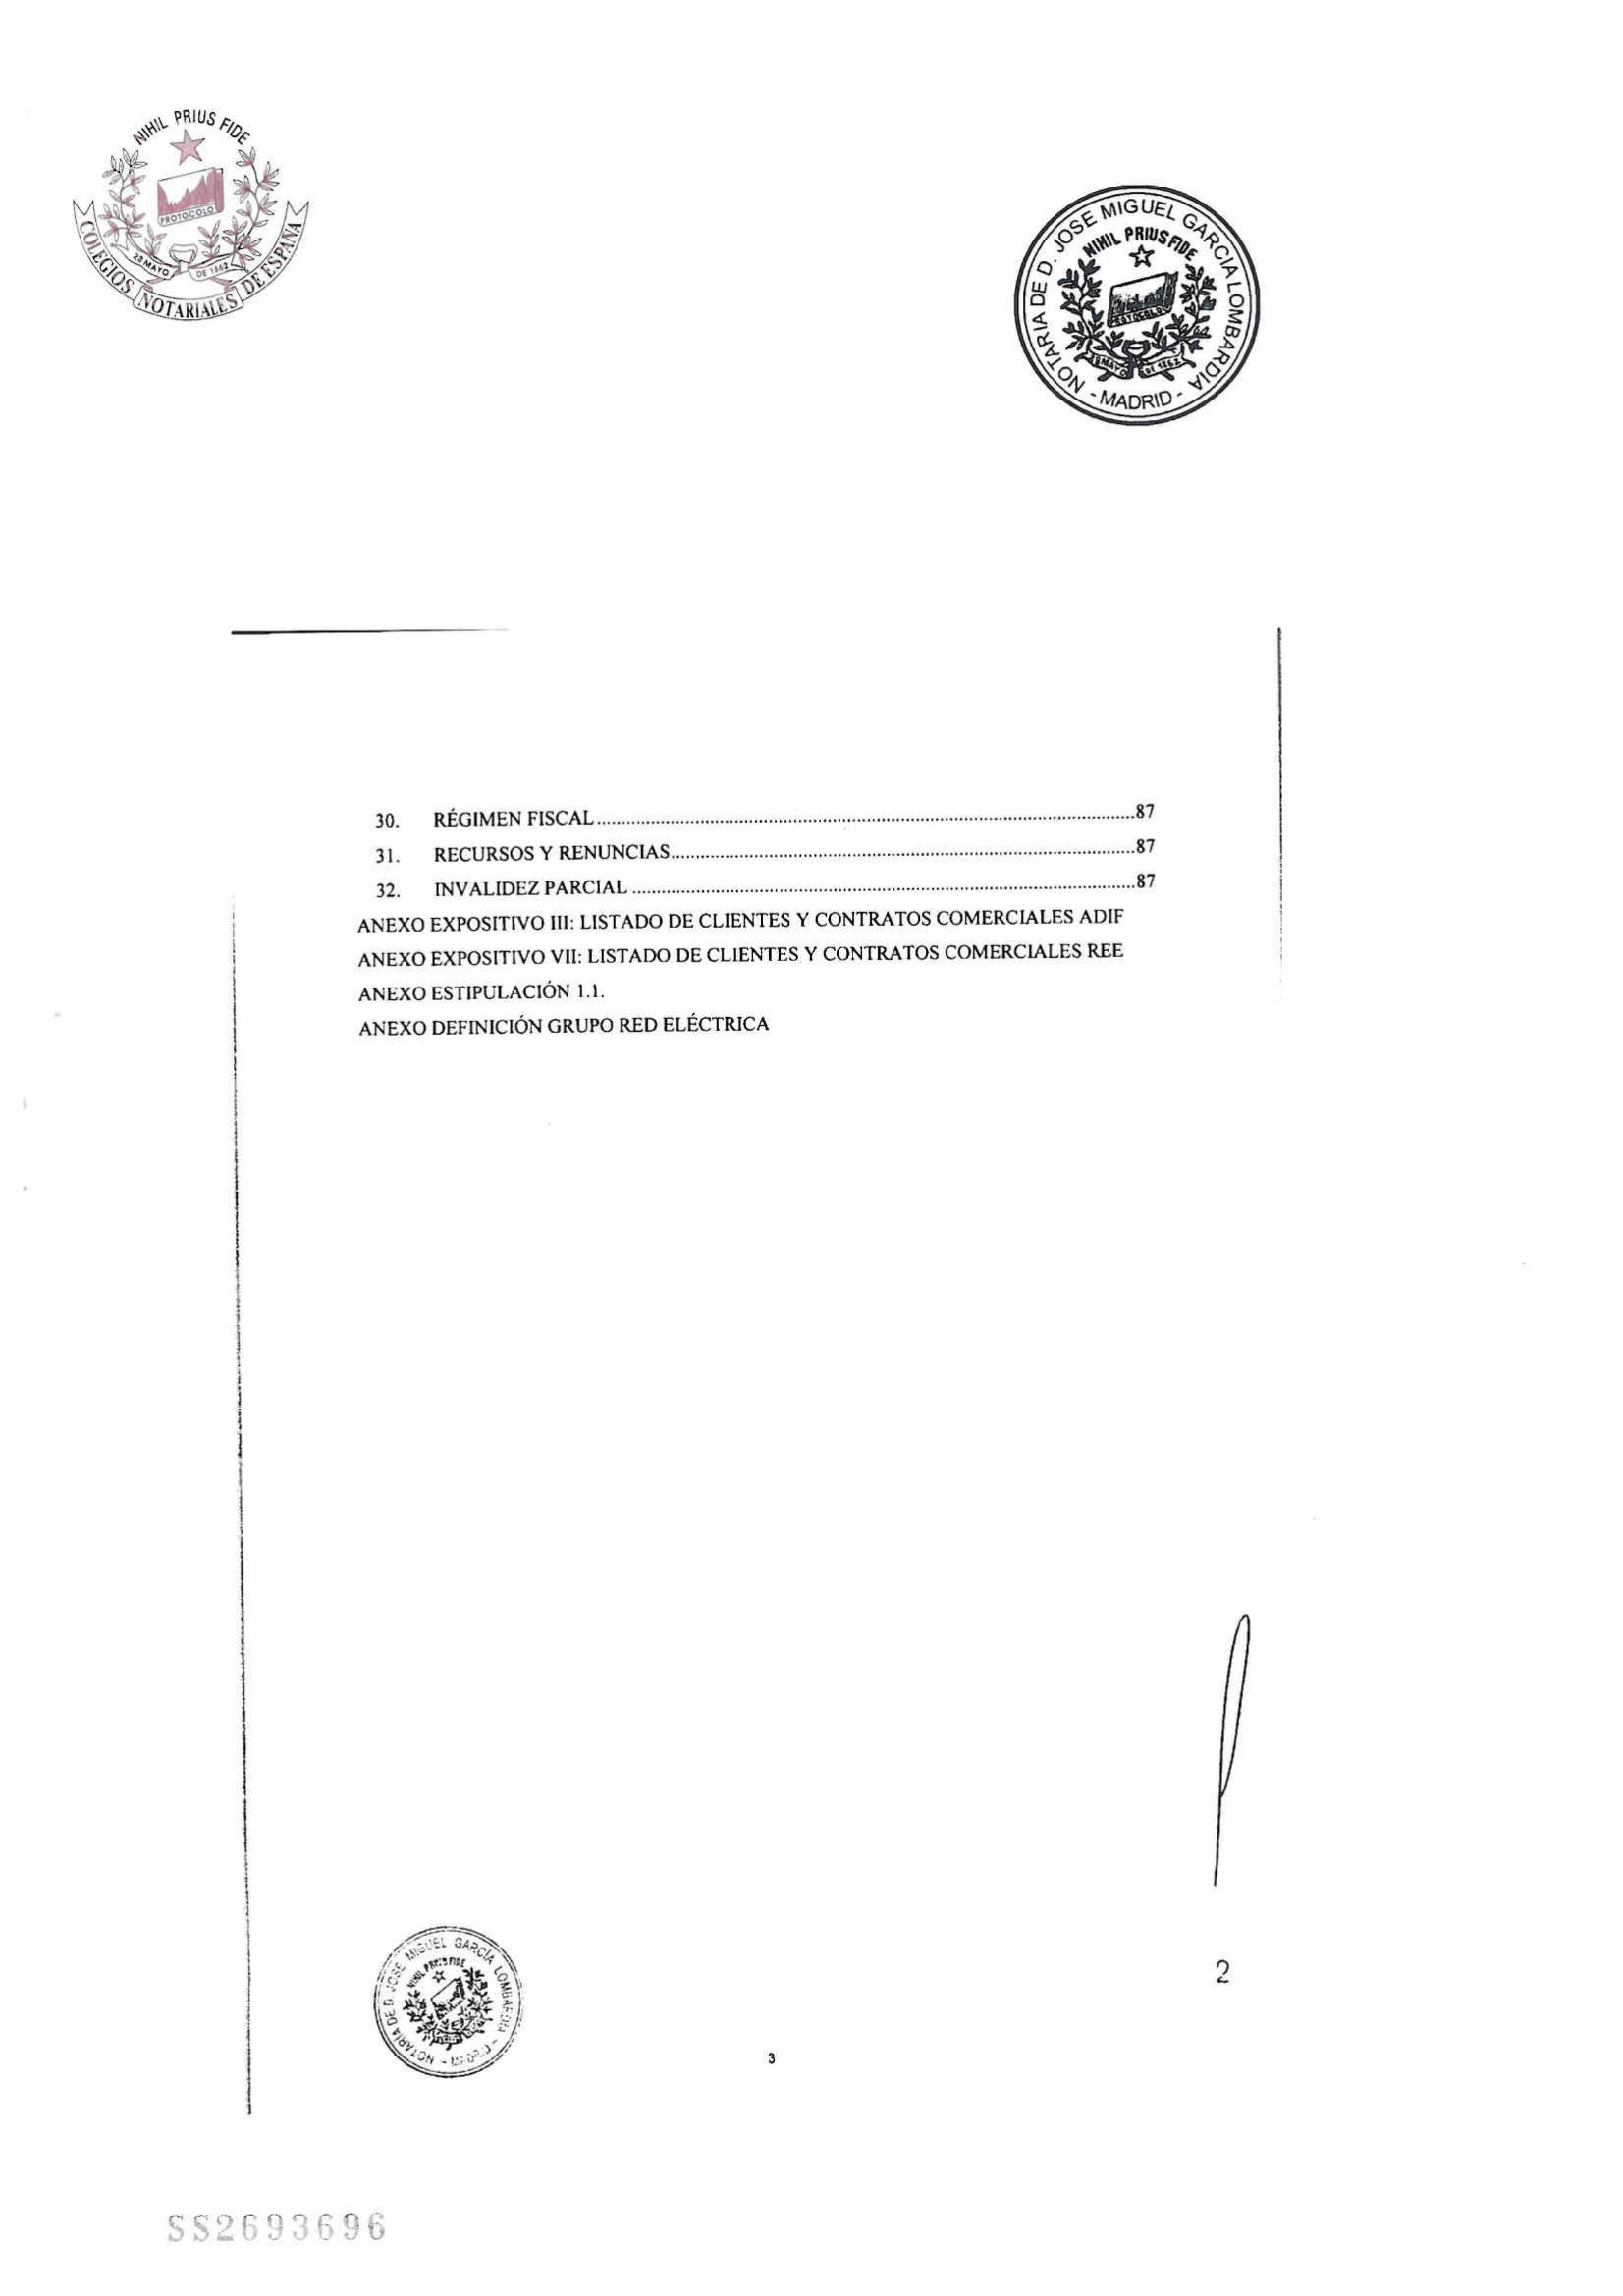 NIHIL PRIUS FIDE
PROTOCOLO
28 MAYO DE 1862
COLEGIOS NOTARIALES DE ESPAÑA
NOTARIA DE D. JOSE MIGUEL GARCIA LOMBARDIA
NIHIL PRIUS FIDE
PROTOCOLO
28 MAYO DE 1862
- MADRID -
30. RÉGIMEN FISCAL ........ 87
31. RECURSOS Y RENUNCIAS ........ 87
32. INVALIDEZ PARCIAL ........ 87
ANEXO EXPOSITIVO III: LISTADO DE CLIENTES Y CONTRATOS COMERCIALES ADIF
ANEXO EXPOSITIVO VII: LISTADO DE CLIENTES Y CONTRATOS COMERCIALES REE
ANEXO ESTIPULACIÓN 1.1.
ANEXO DEFINICIÓN GRUPO RED ELÉCTRICA
NOTARIA DE D. JOSE MIGUEL GARCÍA LOMBARDIA
NIHIL PRIUS FIDE
- MADRID -
2
3
SS2693696